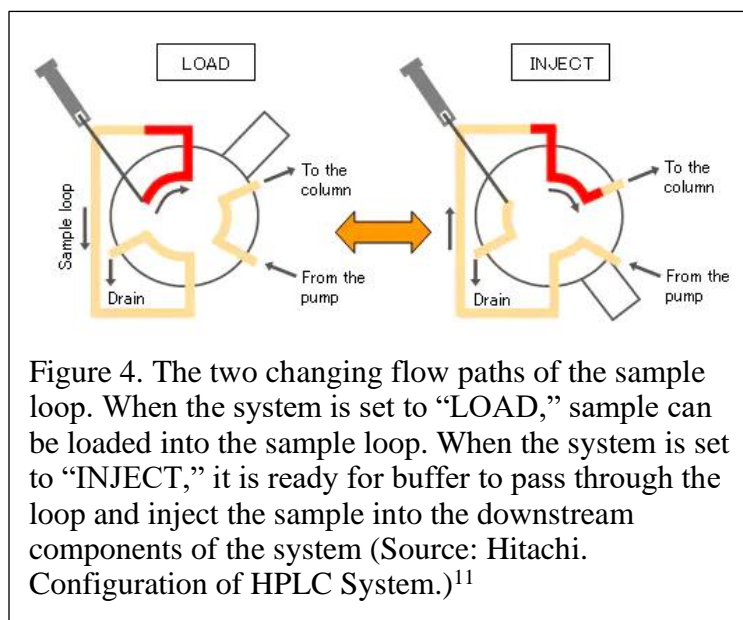 LOAD
INJECT
Sample loop
To the
column
From the
pump
Drain
To the
column
From the
pump
Drain
Figure 4. The two changing flow paths of the sample
loop. When the system is set to “LOAD,” sample can
be loaded into the sample loop. When the system is set
to “INJECT,” it is ready for buffer to pass through the
loop and inject the sample into the downstream
components of the system (Source: Hitachi.
Configuration of HPLC System.)¹¹